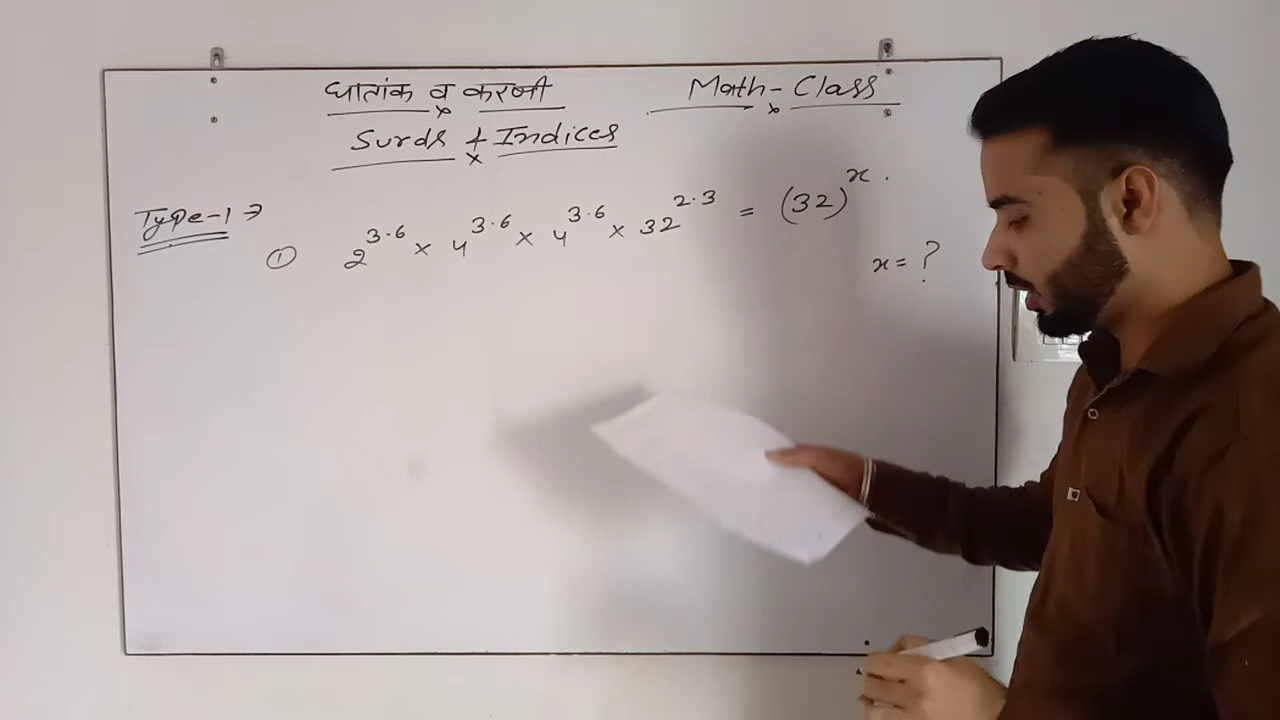 घातांक व करणी Math-Class
Surds & Indices
Type-1 →
① 2^3.6 × 4^3.6 × 4^3.6 × 32^2.3 = (32)^x.
x = ?